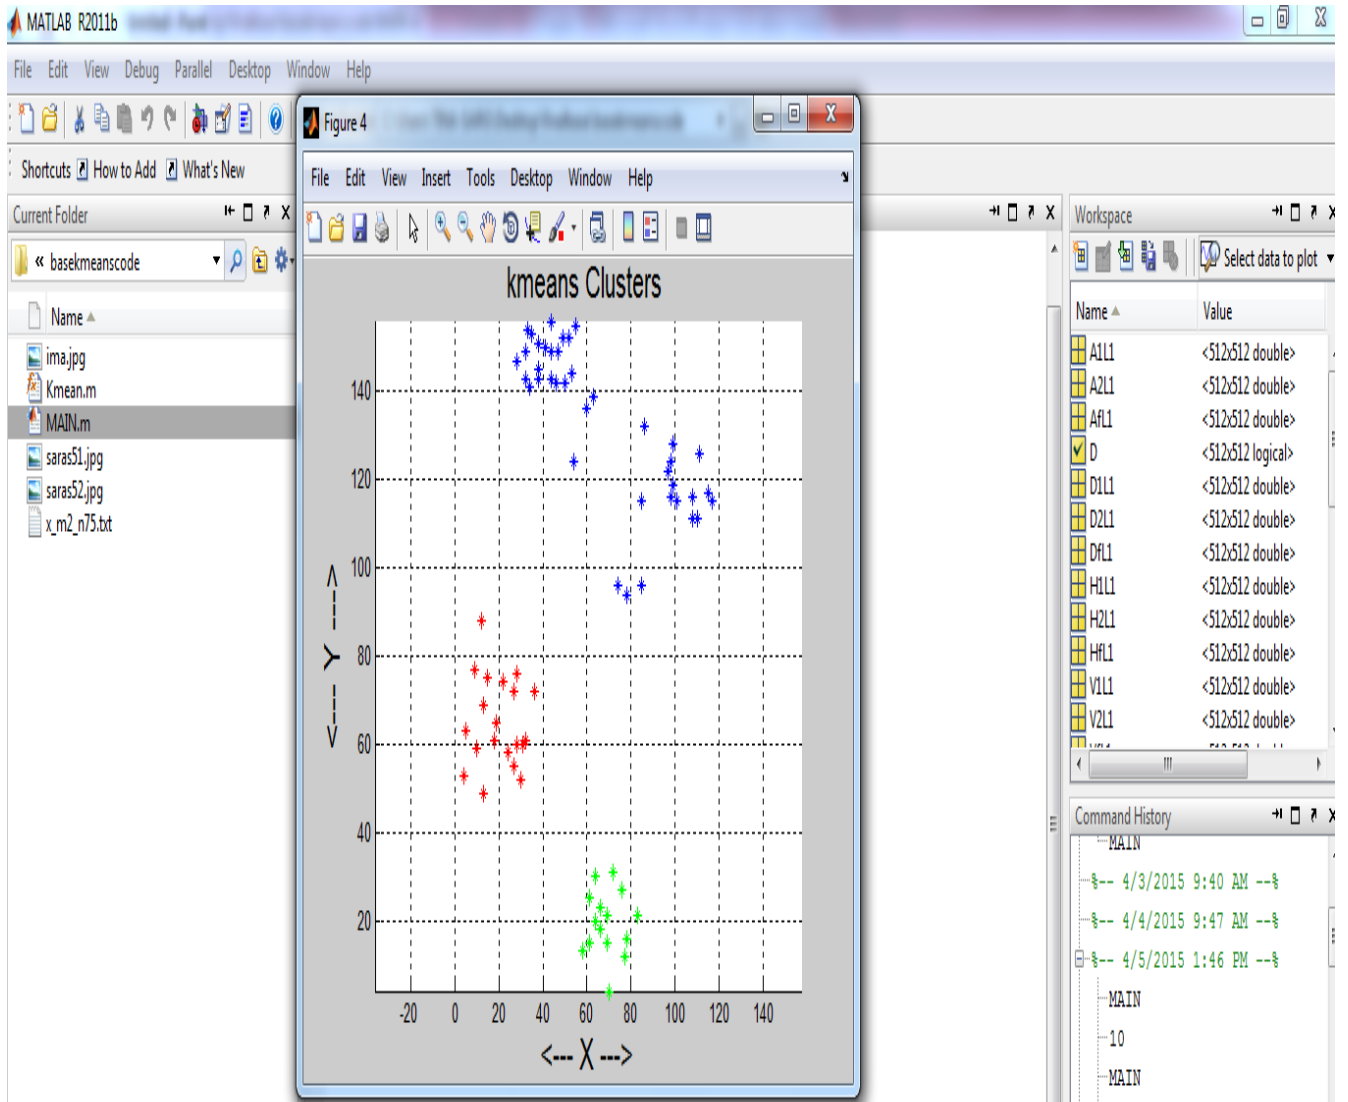 MATLAB R2011b
File Edit View Debug Parallel Desktop Window Help
Shortcuts How to Add What's New
Current Folder
« basekmeanscode
Name
ima.jpg
Kmean.m
MAIN.m
saras51.jpg
saras52.jpg
x_m2_n75.txt
Figure 4
File Edit View Insert Tools Desktop Window Help
kmeans Clusters
140
120
100
80
60
40
20
<---- Y ---->
-20 0 20 40 60 80 100 120 140
<--- X --->
Workspace
Select data to plot
Name Value
A1L1 <512x512 double>
A2L1 <512x512 double>
AfL1 <512x512 double>
D <512x512 logical>
D1L1 <512x512 double>
D2L1 <512x512 double>
DfL1 <512x512 double>
H1L1 <512x512 double>
H2L1 <512x512 double>
HfL1 <512x512 double>
V1L1 <512x512 double>
V2L1 <512x512 double>
Command History
MAIN
%-- 4/3/2015 9:40 AM --%
%-- 4/4/2015 9:47 AM --%
%-- 4/5/2015 1:46 PM --%
MAIN
10
MAIN